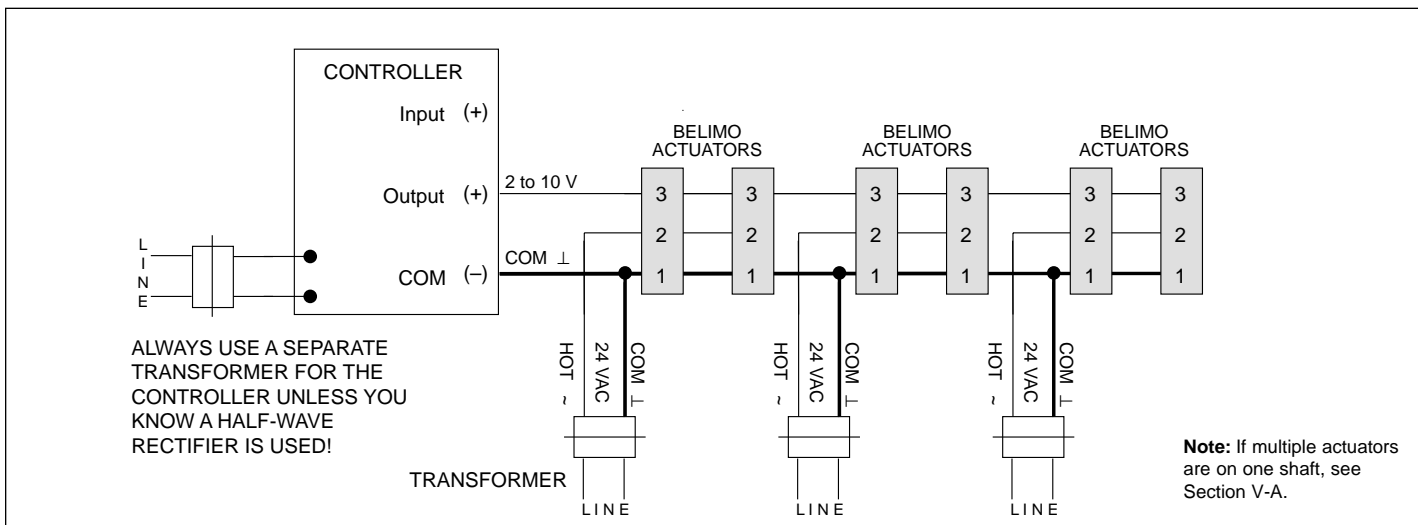 CONTROLLER
Input (+)
Output (+)
COM (–)
2 to 10 V
COM ⊥
L
I
N
E
ALWAYS USE A SEPARATE
TRANSFORMER FOR THE
CONTROLLER UNLESS YOU
KNOW A HALF-WAVE
RECTIFIER IS USED!
BELIMO
ACTUATORS
3 3
2 2
1 1
BELIMO
ACTUATORS
3 3
2 2
1 1
BELIMO
ACTUATORS
3 3
2 2
1 1
HOT ~
24 VAC
COM ⊥
HOT ~
24 VAC
COM ⊥
HOT ~
24 VAC
COM ⊥
TRANSFORMER
LINE
LINE
LINE
Note: If multiple actuators
are on one shaft, see
Section V-A.